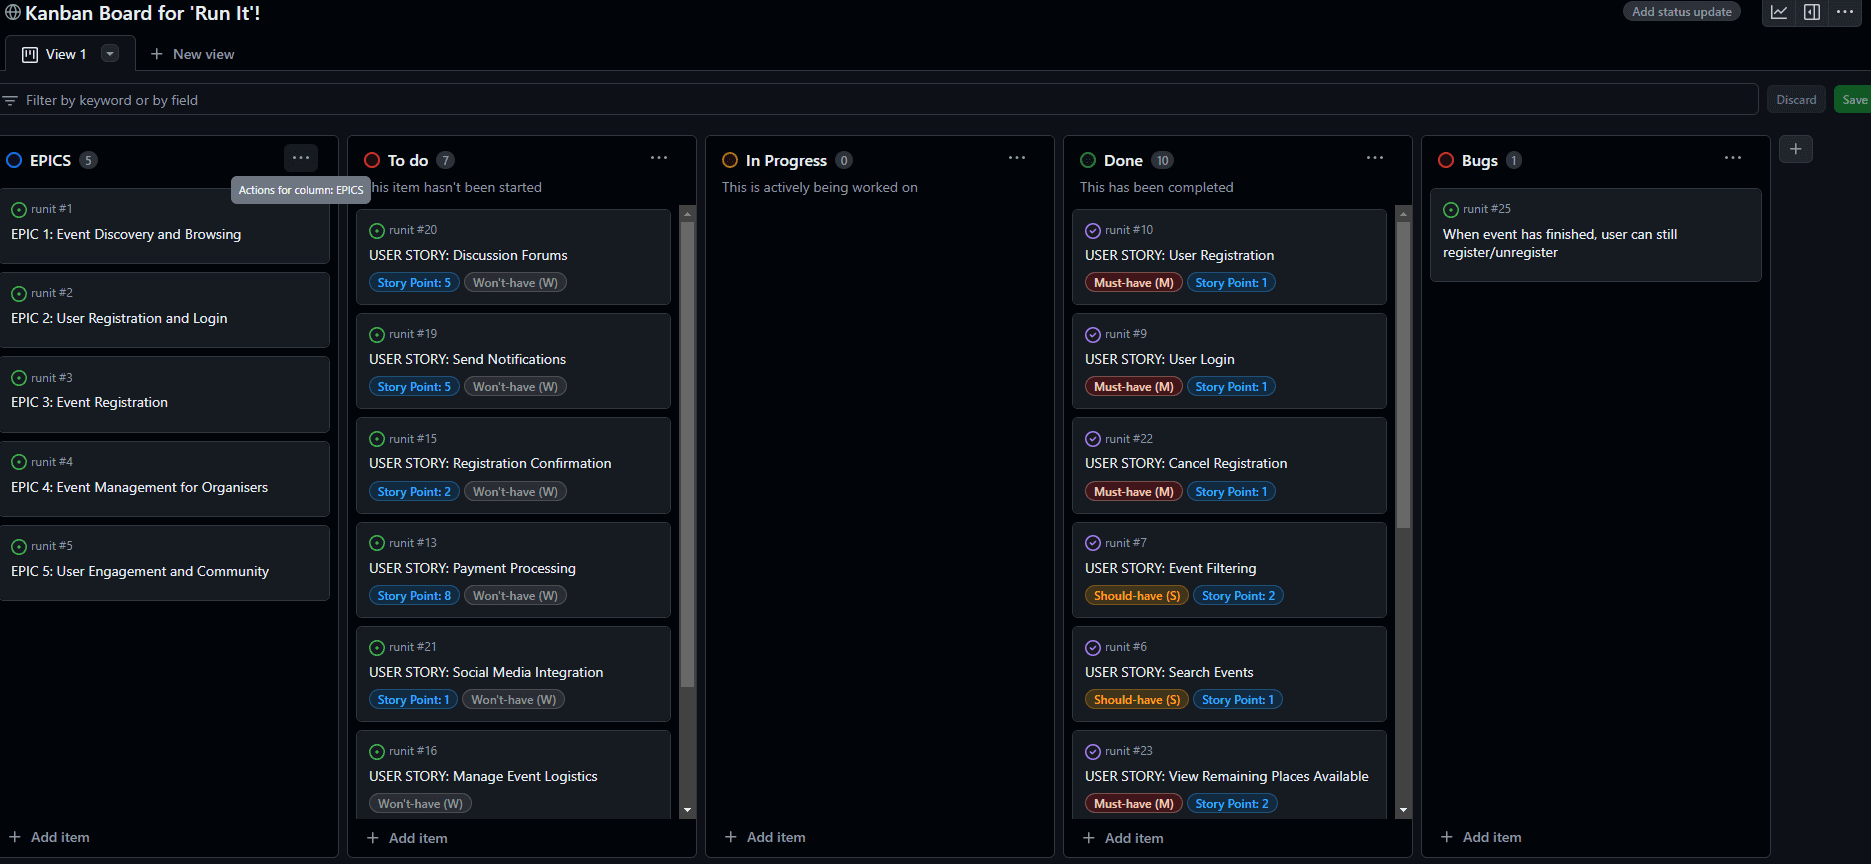 Kanban Board for 'Run It'!
Add status update
View 1
New view
Filter by keyword or by field
Discard
Save
EPICS 5
Actions for column: EPICS
runit #1
EPIC 1: Event Discovery and Browsing
runit #2
EPIC 2: User Registration and Login
runit #3
EPIC 3: Event Registration
runit #4
EPIC 4: Event Management for Organisers
runit #5
EPIC 5: User Engagement and Community
Add item
To do 7
his item hasn't been started
runit #20
USER STORY: Discussion Forums
Story Point: 5 Won't-have (W)
runit #19
USER STORY: Send Notifications
Story Point: 5 Won't-have (W)
runit #15
USER STORY: Registration Confirmation
Story Point: 2 Won't-have (W)
runit #13
USER STORY: Payment Processing
Story Point: 8 Won't-have (W)
runit #21
USER STORY: Social Media Integration
Story Point: 1 Won't-have (W)
runit #16
USER STORY: Manage Event Logistics
Won't-have (W)
Add item
In Progress 0
This is actively being worked on
Add item
Done 10
This has been completed
runit #10
USER STORY: User Registration
Must-have (M) Story Point: 1
runit #9
USER STORY: User Login
Must-have (M) Story Point: 1
runit #22
USER STORY: Cancel Registration
Must-have (M) Story Point: 1
runit #7
USER STORY: Event Filtering
Should-have (S) Story Point: 2
runit #6
USER STORY: Search Events
Should-have (S) Story Point: 1
runit #23
USER STORY: View Remaining Places Available
Must-have (M) Story Point: 2
Add item
Bugs 1
runit #25
When event has finished, user can still
register/unregister
Add item